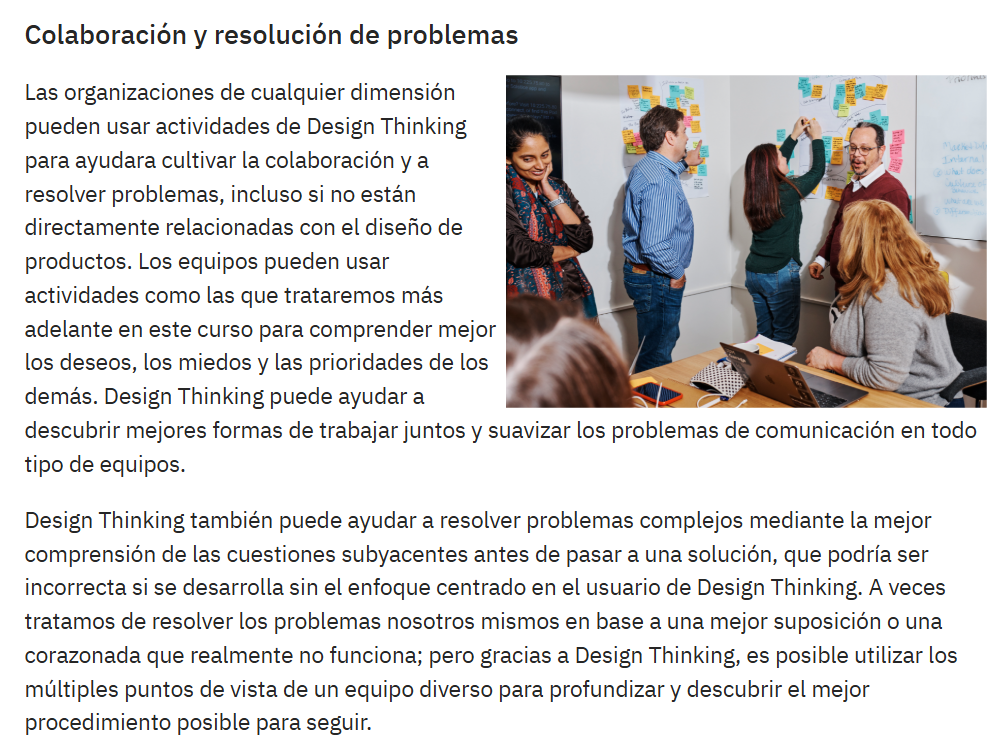 Colaboración y resolución de problemas
Las organizaciones de cualquier dimensión
pueden usar actividades de Design Thinking
para ayudara cultivar la colaboración y a
resolver problemas, incluso si no están
directamente relacionadas con el diseño de
productos. Los equipos pueden usar
actividades como las que trataremos más
adelante en este curso para comprender mejor
los deseos, los miedos y las prioridades de los
demás. Design Thinking puede ayudar a
descubrir mejores formas de trabajar juntos y suavizar los problemas de comunicación en todo
tipo de equipos.
Design Thinking también puede ayudar a resolver problemas complejos mediante la mejor
comprensión de las cuestiones subyacentes antes de pasar a una solución, que podría ser
incorrecta si se desarrolla sin el enfoque centrado en el usuario de Design Thinking. A veces
tratamos de resolver los problemas nosotros mismos en base a una mejor suposición o una
corazonada que realmente no funciona; pero gracias a Design Thinking, es posible utilizar los
múltiples puntos de vista de un equipo diverso para profundizar y descubrir el mejor
procedimiento posible para seguir.